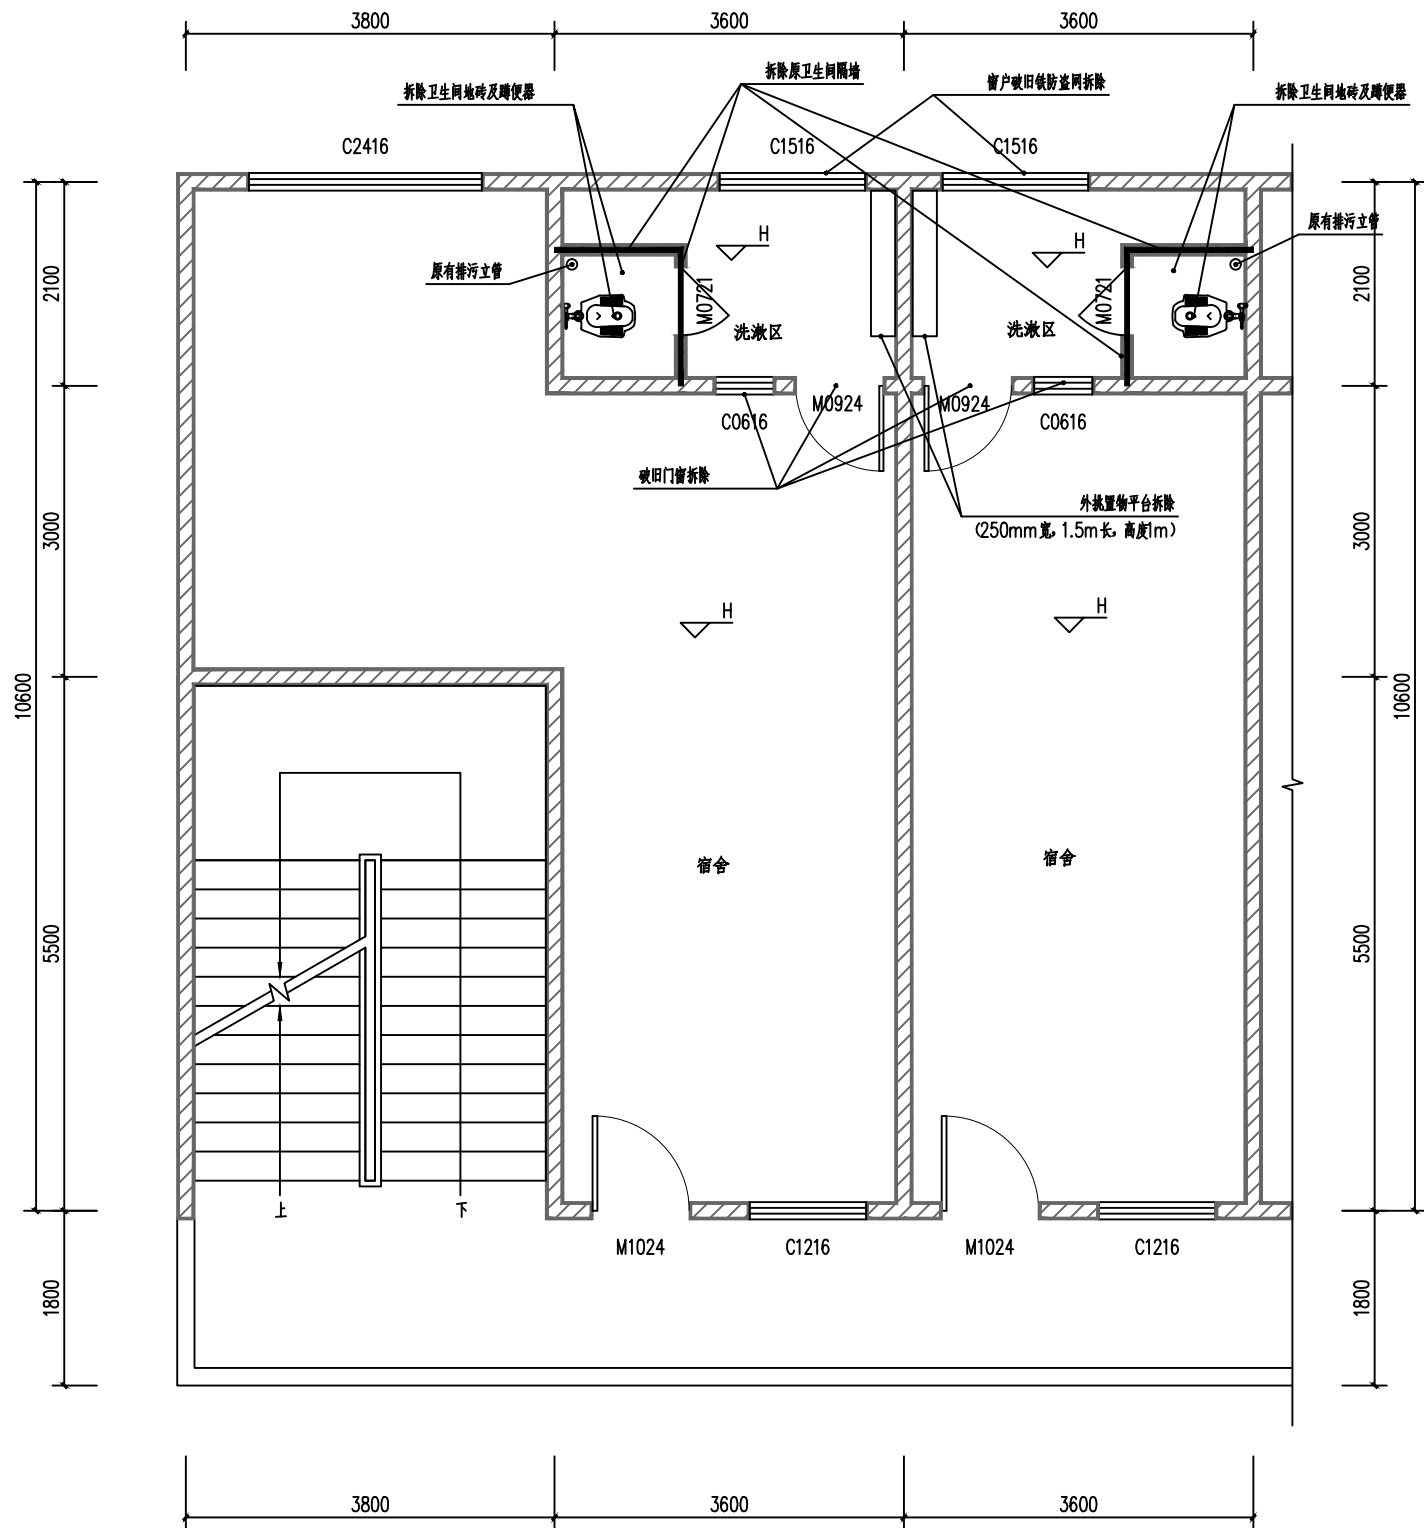 3800
3600
3600
拆除原卫生间隔墙
窗户破旧铁防盗网拆除
拆除卫生间地砖及蹲便器
拆除卫生间地砖及蹲便器
C2416
C1516
C1516
原有排污立管
H
H
原有排污立管
2100
2100
M0721
M0721
洗漱区
洗漱区
M0924
M0924
C0616
C0616
破旧门窗拆除
外挑置物平台拆除
(250mm宽，1.5m长，高度1m)
3000
3000
H
H
10600
10600
宿舍
宿舍
5500
5500
上
下
M1024
C1216
M1024
C1216
1800
1800
3800
3600
3600